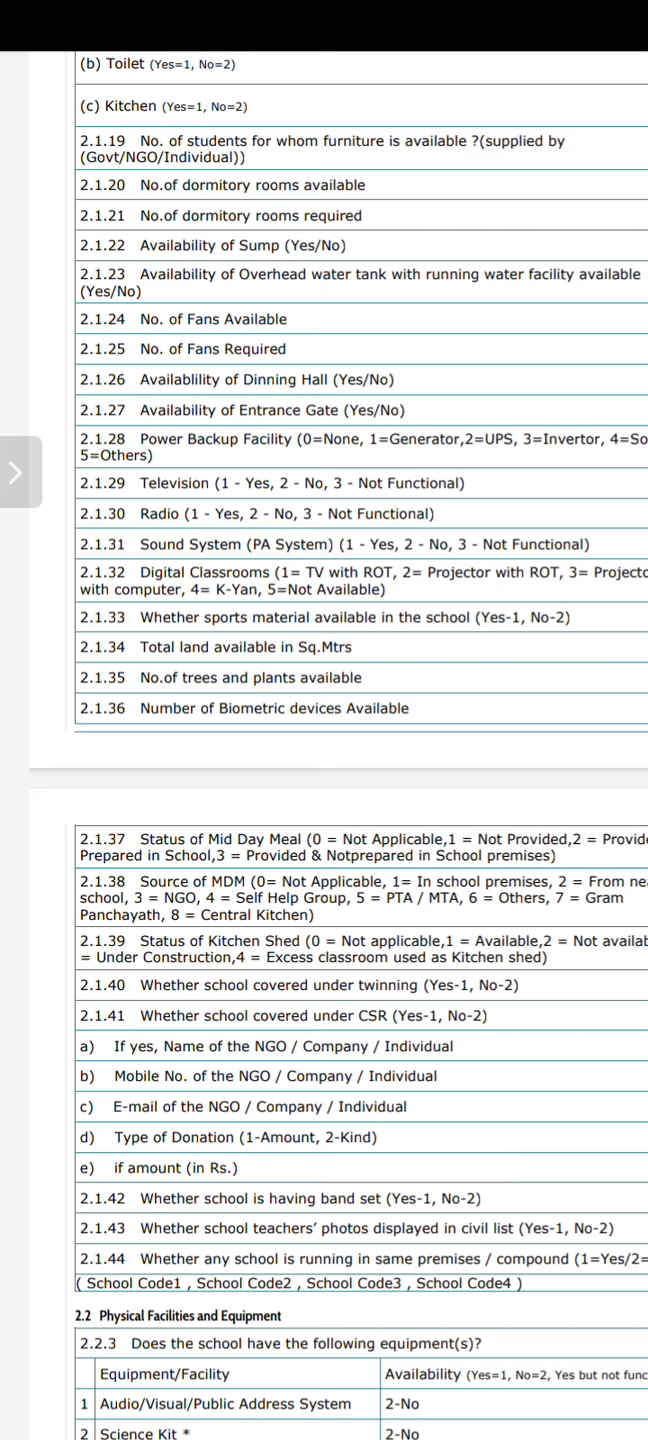 (b) Toilet (Yes=1, No=2)
(c) Kitchen (Yes=1, No=2)
2.1.19 No. of students for whom furniture is available ?(supplied by
(Govt/NGO/Individual))
2.1.20 No.of dormitory rooms available
2.1.21 No.of dormitory rooms required
2.1.22 Availability of Sump (Yes/No)
2.1.23 Availability of Overhead water tank with running water facility available
(Yes/No)
2.1.24 No. of Fans Available
2.1.25 No. of Fans Required
2.1.26 Availablility of Dinning Hall (Yes/No)
2.1.27 Availability of Entrance Gate (Yes/No)
2.1.28 Power Backup Facility (0=None, 1=Generator,2=UPS, 3=Invertor, 4=So
5=Others)
2.1.29 Television (1 - Yes, 2 - No, 3 - Not Functional)
2.1.30 Radio (1 - Yes, 2 - No, 3 - Not Functional)
2.1.31 Sound System (PA System) (1 - Yes, 2 - No, 3 - Not Functional)
2.1.32 Digital Classrooms (1= TV with ROT, 2= Projector with ROT, 3= Projecto
with computer, 4= K-Yan, 5=Not Available)
2.1.33 Whether sports material available in the school (Yes-1, No-2)
2.1.34 Total land available in Sq.Mtrs
2.1.35 No.of trees and plants available
2.1.36 Number of Biometric devices Available
2.1.37 Status of Mid Day Meal (0 = Not Applicable,1 = Not Provided,2 = Provide
Prepared in School,3 = Provided & Notprepared in School premises)
2.1.38 Source of MDM (0= Not Applicable, 1= In school premises, 2 = From nea
school, 3 = NGO, 4 = Self Help Group, 5 = PTA / MTA, 6 = Others, 7 = Gram
Panchayath, 8 = Central Kitchen)
2.1.39 Status of Kitchen Shed (0 = Not applicable,1 = Available,2 = Not availab
= Under Construction,4 = Excess classroom used as Kitchen shed)
2.1.40 Whether school covered under twinning (Yes-1, No-2)
2.1.41 Whether school covered under CSR (Yes-1, No-2)
a) If yes, Name of the NGO / Company / Individual
b) Mobile No. of the NGO / Company / Individual
c) E-mail of the NGO / Company / Individual
d) Type of Donation (1-Amount, 2-Kind)
e) if amount (in Rs.)
2.1.42 Whether school is having band set (Yes-1, No-2)
2.1.43 Whether school teachers’ photos displayed in civil list (Yes-1, No-2)
2.1.44 Whether any school is running in same premises / compound (1=Yes/2=
( School Code1 , School Code2 , School Code3 , School Code4 )
2.2 Physical Facilities and Equipment
2.2.3 Does the school have the following equipment(s)?
Equipment/Facility Availability (Yes=1, No=2, Yes but not func
1 Audio/Visual/Public Address System 2-No
2 Science Kit * 2-No